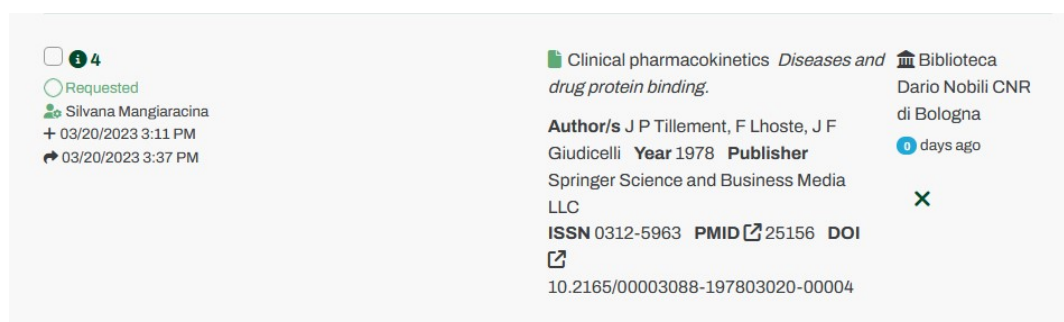 4
Requested
Silvana Mangiaracina
+ 03/20/2023 3:11 PM
03/20/2023 3:37 PM
Clinical pharmacokinetics Diseases and
drug protein binding.
Author/s J P Tillement, F Lhoste, J F
Giudicelli Year 1978 Publisher
Springer Science and Business Media
LLC
ISSN 0312-5963 PMID 25156 DOI
10.2165/00003088-197803020-00004
Biblioteca
Dario Nobili CNR
di Bologna
0 days ago